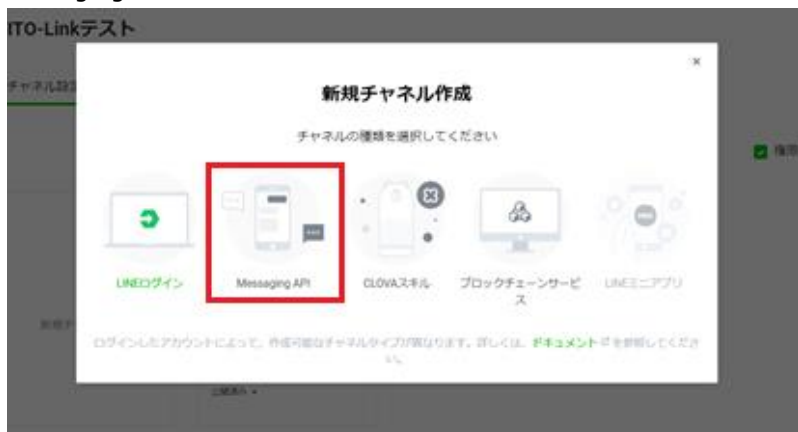 ITO-Linkテスト
チャネル設定
×
新規チャネル作成
チャネルの種類を選択してください
権限
LINEログイン
Messaging API
CLOVAスキル
ブロックチェーンサービ
ス
LINEミニアプリ
ログインしたアカウントによって、作成可能なチャネルタイプが異なります。詳しくは、ドキュメントを参照してくださ
い。
公開済み